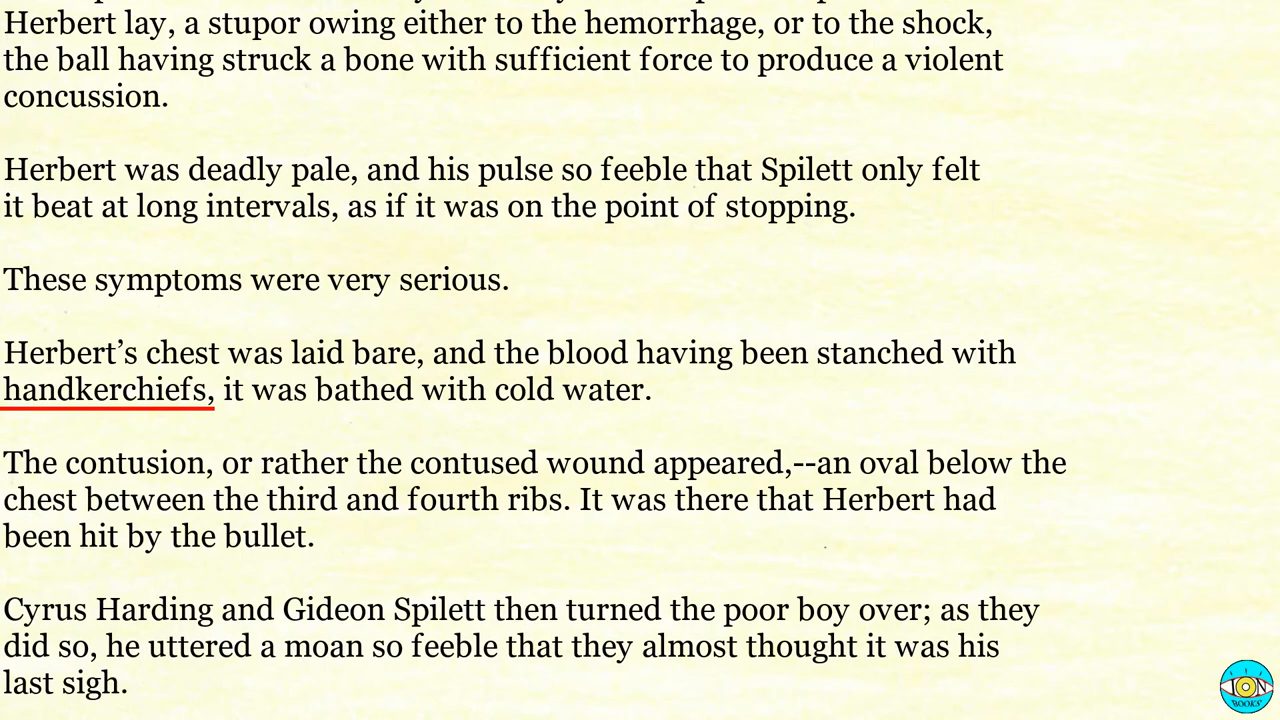 Herbert lay, a stupor owing either to the hemorrhage, or to the shock,
the ball having struck a bone with sufficient force to produce a violent
concussion.
Herbert was deadly pale, and his pulse so feeble that Spilett only felt
it beat at long intervals, as if it was on the point of stopping.
These symptoms were very serious.
Herbert’s chest was laid bare, and the blood having been stanched with
handkerchiefs, it was bathed with cold water.
The contusion, or rather the contused wound appeared,--an oval below the
chest between the third and fourth ribs. It was there that Herbert had
been hit by the bullet.
Cyrus Harding and Gideon Spilett then turned the poor boy over; as they
did so, he uttered a moan so feeble that they almost thought it was his
last sigh.
ION
BOOKS